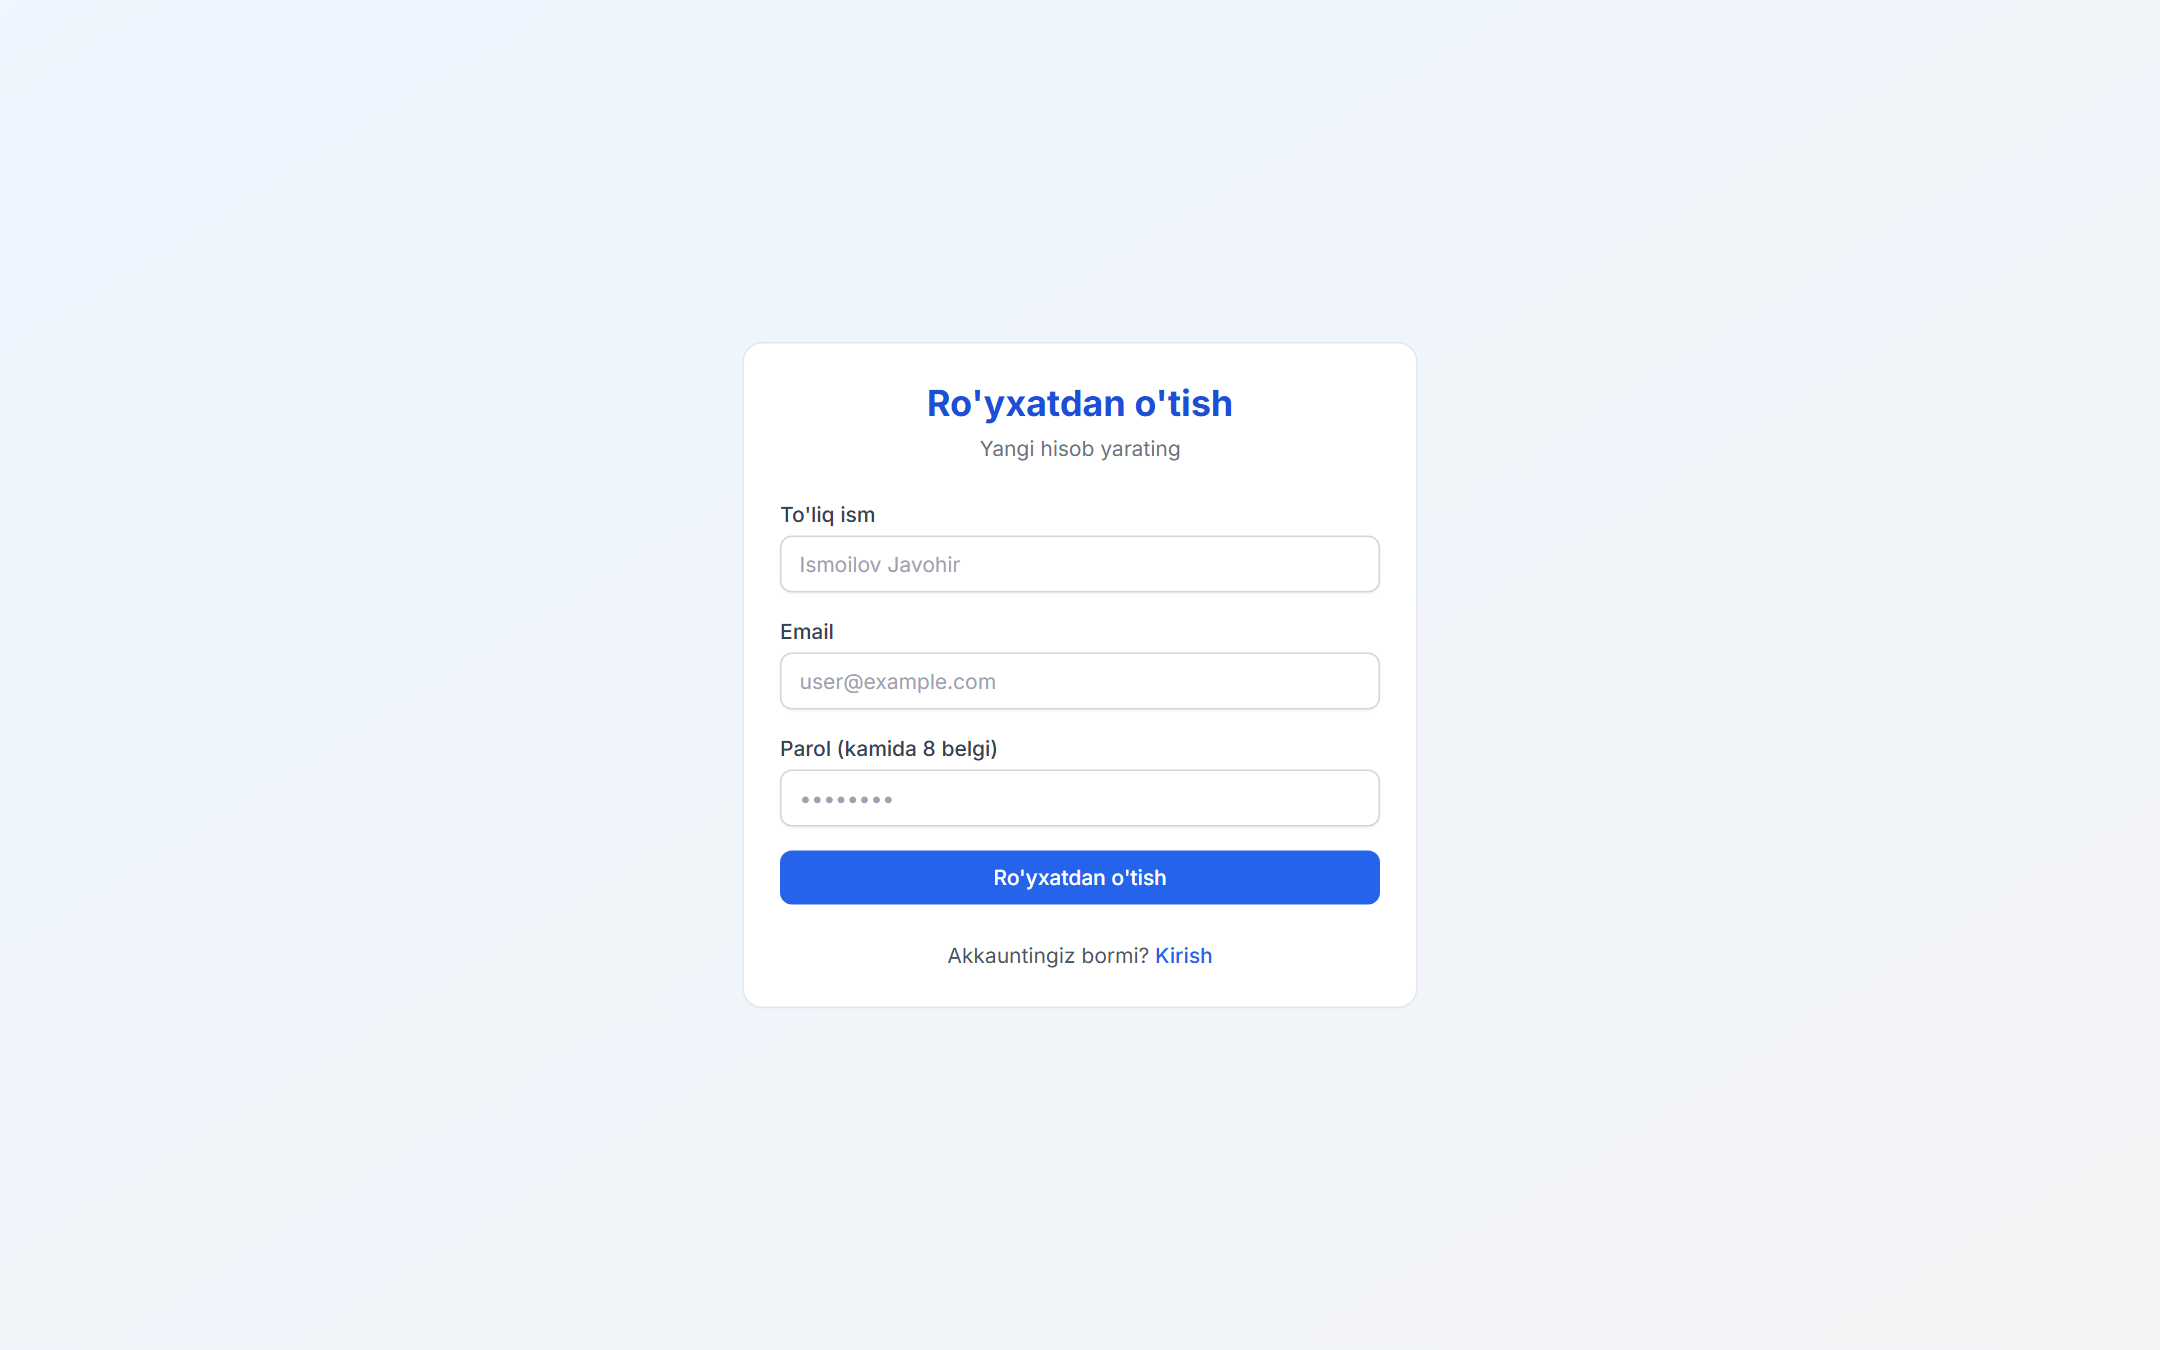 Ro'yxatdan o'tish
Yangi hisob yarating
To'liq ism
Ismoilov Javohir
Email
user@example.com
Parol (kamida 8 belgi)
••••••••
Ro'yxatdan o'tish
Akkauntingiz bormi? Kirish